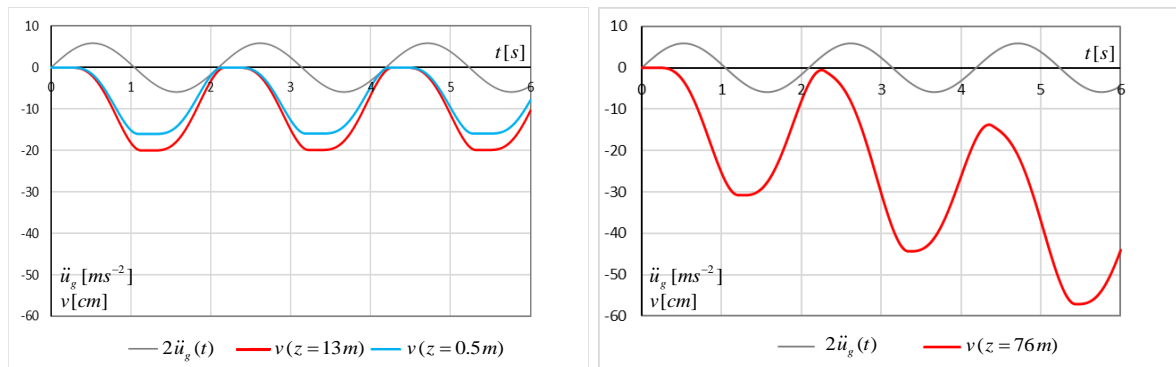 10
0
-10
-20
-30
-40
-50
-60
0 1 2 3 4 5 6
t[s]
ü_g [ms⁻²]
v[cm]
2ü_g(t) v(z = 13m) v(z = 0.5m)
10
0
-10
-20
-30
-40
-50
-60
0 1 2 3 4 5 6
t[s]
ü_g [ms⁻²]
v[cm]
2ü_g(t) v(z = 76m)